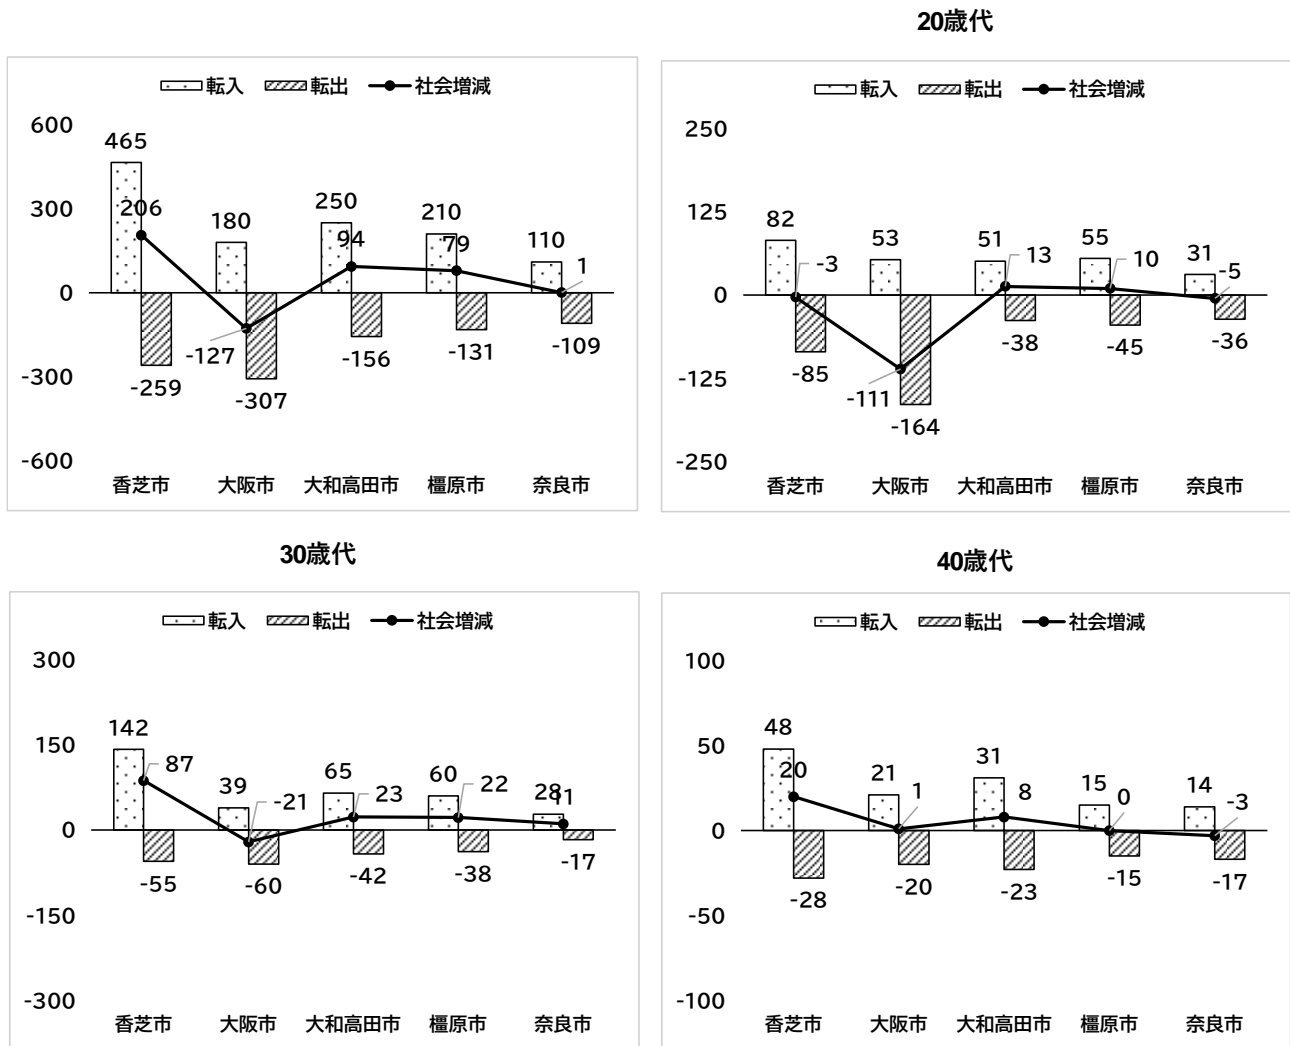 20歳代
転入 転出 社会増減
600
300
0
-300
-600
465 180 250 210 110
206 -127 94 79 1
-259 -307 -156 -131 -109
香芝市 大阪市 大和高田市 橿原市 奈良市
転入 転出 社会増減
250
125
0
-125
-250
82 53 51 55 31
-3 -111 13 10 -5
-85 -164 -38 -45 -36
香芝市 大阪市 大和高田市 橿原市 奈良市
30歳代
転入 転出 社会増減
300
150
0
-150
-300
142 39 65 60 28
87 -21 23 22 11
-55 -60 -42 -38 -17
香芝市 大阪市 大和高田市 橿原市 奈良市
40歳代
転入 転出 社会増減
100
50
0
-50
-100
48 21 31 15 14
20 1 8 0 -3
-28 -20 -23 -15 -17
香芝市 大阪市 大和高田市 橿原市 奈良市